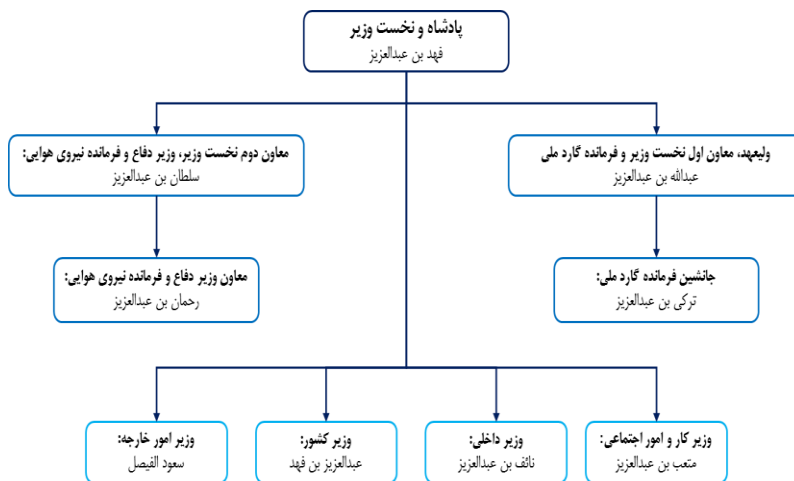 پادشاه و نخست وزیر
فهد بن عبدالعزیز
ولیعهد، معاون اول نخست وزیر و فرمانده گارد ملی
عبدالله بن عبدالعزیز
معاون دوم نخست وزیر، وزیر دفاع و فرمانده نیروی هوایی:
سلطان بن عبدالعزیز
جانشین فرمانده گارد ملی:
ترکی بن عبدالعزیز
معاون وزیر دفاع و فرمانده نیروی هوایی:
رحمان بن عبدالعزیز
وزیر کار و امور اجتماعی:
متعب بن عبدالعزیز
وزیر داخلی:
نائف بن عبدالعزیز
وزیر کشور:
عبدالعزیز بن فهد
وزیر امور خارجه:
سعود الفیصل